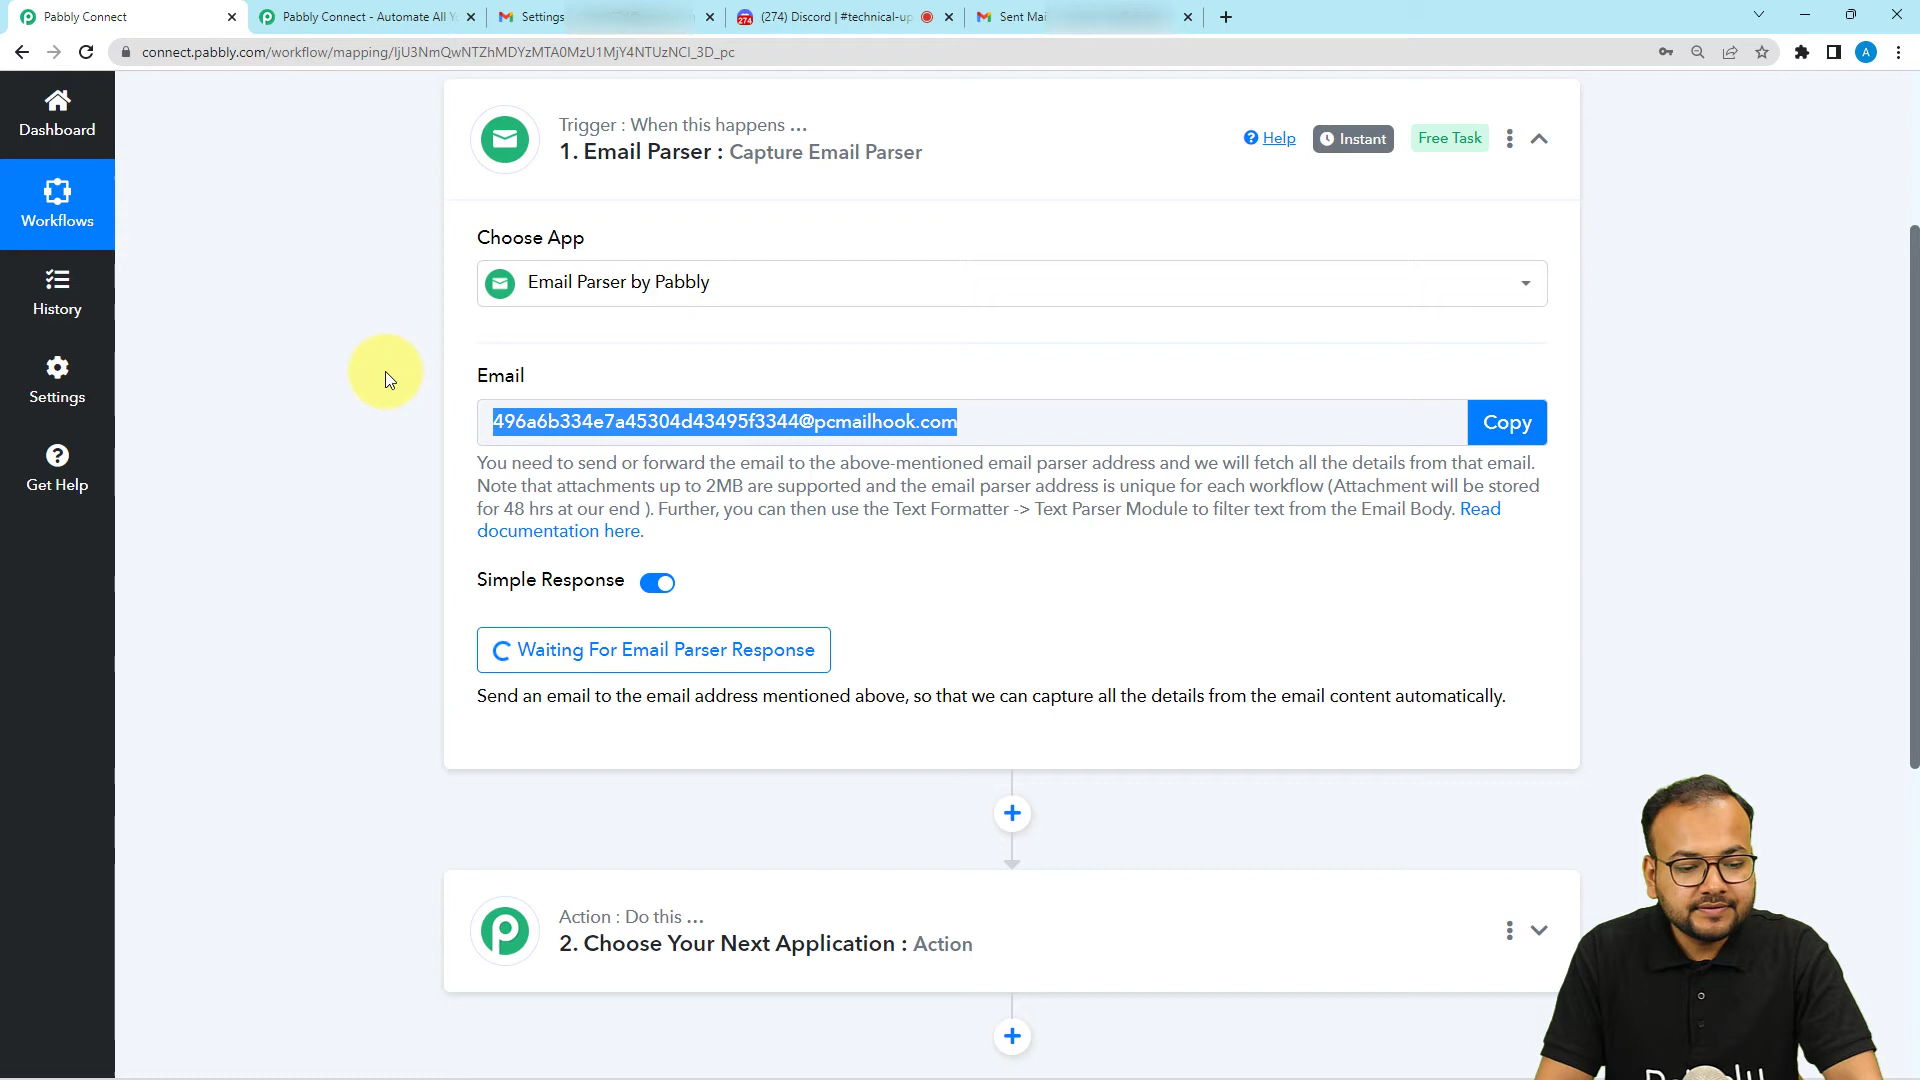 Pabbly Connect
Pabbly Connect - Automate All Y
Settings
274
(274) Discord | #technical-up
Sent Mai
connect.pabbly.com/workflow/mapping/IjU3NmQwNTZhMDYzMTA0MzU1MjY4NTUzNCI_3D_pc
A
Dashboard
Workflows
History
Settings
Get Help
Trigger : When this happens ...
1. Email Parser : Capture Email Parser
Help
Instant
Free Task
Choose App
Email Parser by Pabbly
Email
496a6b334e7a45304d43495f3344@pcmailhook.com
Copy
You need to send or forward the email to the above-mentioned email parser address and we will fetch all the details from that email.
Note that attachments up to 2MB are supported and the email parser address is unique for each workflow (Attachment will be stored
for 48 hrs at our end ). Further, you can then use the Text Formatter -> Text Parser Module to filter text from the Email Body. Read
documentation here.
Simple Response
Waiting For Email Parser Response
Send an email to the email address mentioned above, so that we can capture all the details from the email content automatically.
Action : Do this ...
2. Choose Your Next Application : Action